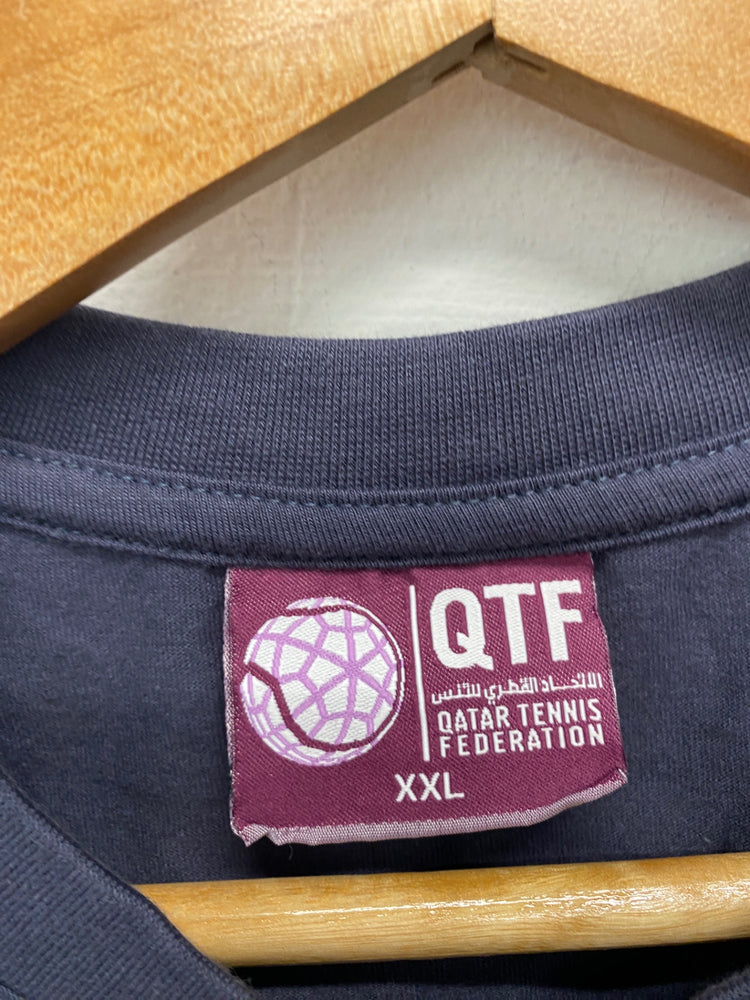 QTF
الاتحاد القطري للتنس
QATAR TENNIS
FEDERATION
XXL